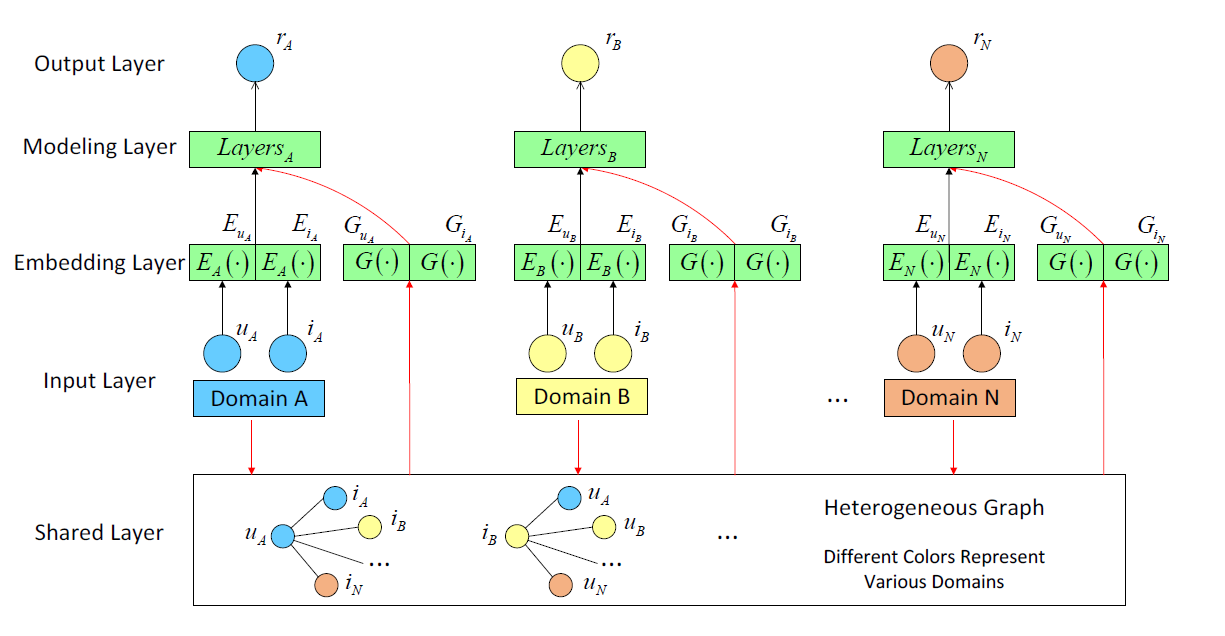 Output Layer r_A r_B r_N
Modeling Layer Layers_A Layers_B Layers_N
E_{u_A} E_{i_A} G_{u_A} G_{i_A} E_{u_B} E_{i_B} G_{i_B} G_{i_B} E_{u_N} E_{i_N} G_{u_N} G_{i_N}
Embedding Layer E_A(·) E_A(·) G(·) G(·) E_B(·) E_B(·) G(·) G(·) E_N(·) E_N(·) G(·) G(·)
u_A i_A u_B i_B u_N i_N
Input Layer
Domain A Domain B ... Domain N
Shared Layer
u_A i_A i_B ... i_N
i_B u_A u_B ... u_N
...
Heterogeneous Graph
Different Colors Represent
Various Domains